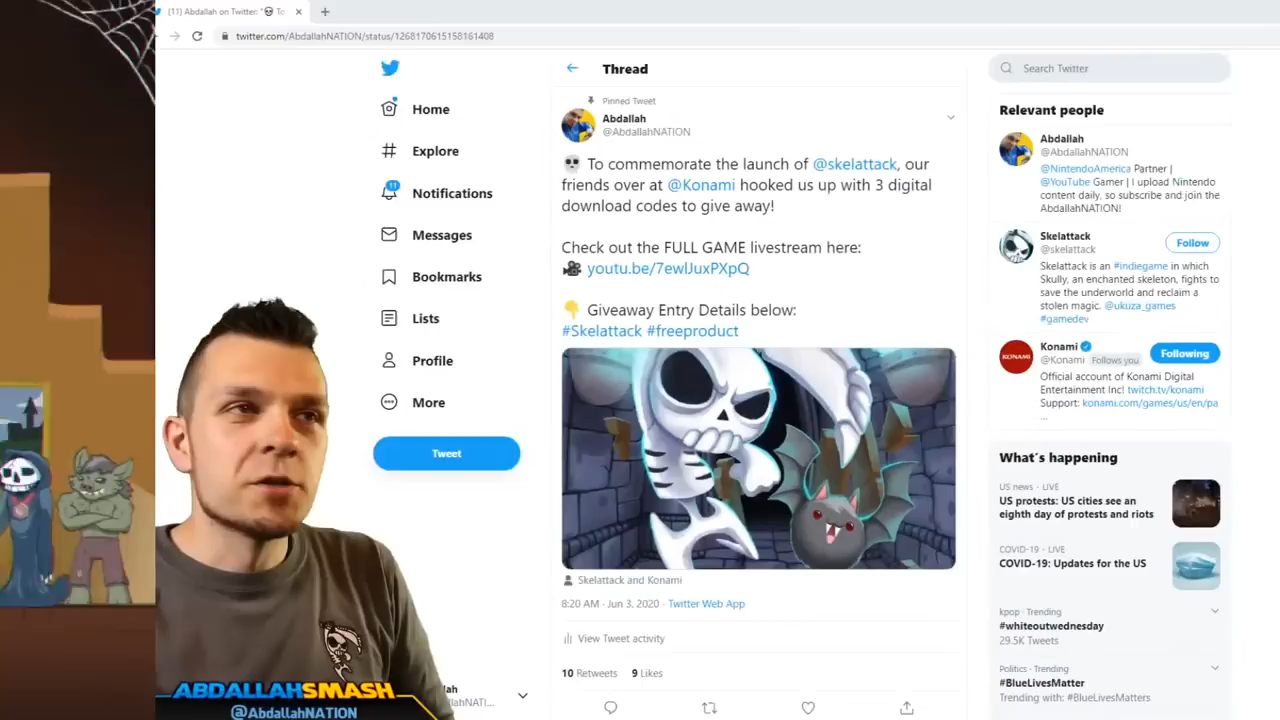 [11) Abdallah on Twitter: "💀 To
twitter.com/AbdallahNATION/status/1268170615158161408
Home
Explore
11
Notifications
Messages
Bookmarks
Lists
Profile
More
Tweet
Thread
Pinned Tweet
Abdallah
@AbdallahNATION
💀 To commemorate the launch of @skelattack, our
friends over at @Konami hooked us up with 3 digital
download codes to give away!
Check out the FULL GAME livestream here:
🎥 youtu.be/7ewlJuxPXpQ
👇 Giveaway Entry Details below:
#Skelattack #freeproduct
Skelattack and Konami
8:20 AM · Jun 3, 2020 · Twitter Web App
View Tweet activity
10 Retweets 9 Likes
Search Twitter
Relevant people
Abdallah
@AbdallahNATION
@NintendoAmerica Partner |
@YouTube Gamer | I upload Nintendo
content daily, so subscribe and join the
AbdallahNATION!
Skelattack
@skelattack
Follow
Skelattack is an #indiegame in which
Skully, an enchanted skeleton, fights to
save the underworld and reclaim a
stolen magic. @ukuza_games
#gamedev
KONAMI
Konami
@Konami Follows you
Following
Official account of Konami Digital
Entertainment Inc! twitch.tv/konami
Support: konami.com/games/us/en/pa
...
What's happening
US news · LIVE
US protests: US cities see an
eighth day of protests and riots
COVID-19 · LIVE
COVID-19: Updates for the US
kpop · Trending
#whiteoutwednesday
29.5K Tweets
Politics · Trending
#BlueLivesMatter
Trending with: #BlueLivesMatters
lah
hNATI...
ABDALLAHSMASH
@AbdallahNATION